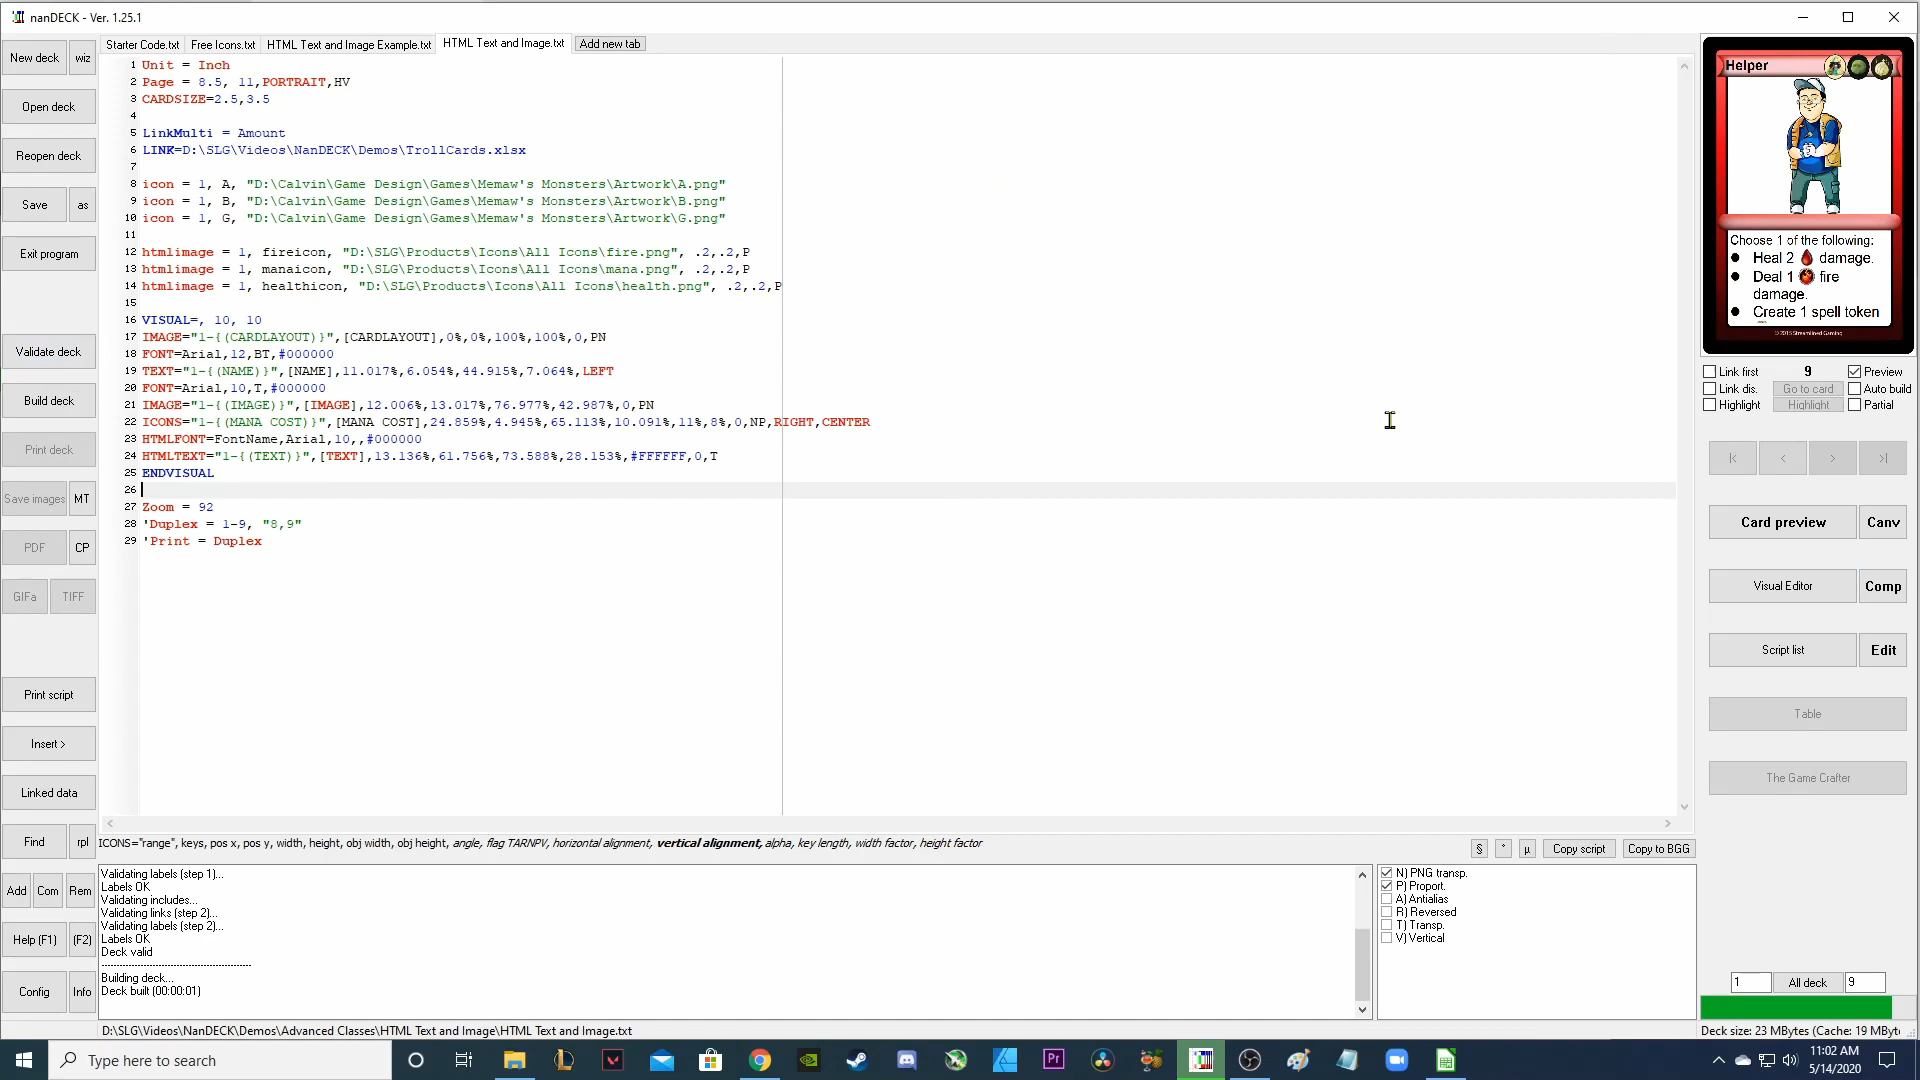 nanDECK - Ver. 1.25.1
Starter Code.txt
Free Icons.txt
HTML Text and Image Example.txt
HTML Text and Image.txt
Add new tab
New deck
wiz
Open deck
Reopen deck
Save
as
Exit program
Validate deck
Build deck
Print deck
Save images
MT
PDF
CP
GIFa
TIFF
Print script
Insert >
Linked data
Find
rpl
Add
Com
Rem
Help (F1)
(F2)
Config
Info
1 Unit = Inch
2 Page = 8.5, 11,PORTRAIT,HV
3 CARDSIZE=2.5,3.5
4
5 LinkMulti = Amount
6 LINK=D:\SLG\Videos\NanDECK\Demos\TrollCards.xlsx
7
8 icon = 1, A, "D:\Calvin\Game Design\Games\Memaw's Monsters\Artwork\A.png"
9 icon = 1, B, "D:\Calvin\Game Design\Games\Memaw's Monsters\Artwork\B.png"
10 icon = 1, G, "D:\Calvin\Game Design\Games\Memaw's Monsters\Artwork\G.png"
11
12 htmlimage = 1, fireicon, "D:\SLG\Products\Icons\All Icons\fire.png", .2,.2,P
13 htmlimage = 1, manaicon, "D:\SLG\Products\Icons\All Icons\mana.png", .2,.2,P
14 htmlimage = 1, healthicon, "D:\SLG\Products\Icons\All Icons\health.png", .2,.2,P
15
16 VISUAL=, 10, 10
17 IMAGE="1-{(CARDLAYOUT)}",[CARDLAYOUT],0%,0%,100%,100%,0,PN
18 FONT=Arial,12,BT,#000000
19 TEXT="1-{(NAME)}",[NAME],11.017%,6.054%,44.915%,7.064%,LEFT
20 FONT=Arial,10,T,#000000
21 IMAGE="1-{(IMAGE)}",[IMAGE],12.006%,13.017%,76.977%,42.987%,0,PN
22 ICONS="1-{(MANA COST)}",[MANA COST],24.859%,4.945%,65.113%,10.091%,11%,8%,0,NP,RIGHT,CENTER
23 HTMLFONT=FontName,Arial,10,,#000000
24 HTMLTEXT="1-{(TEXT)}",[TEXT],13.136%,61.756%,73.588%,28.153%,#FFFFFF,0,T
25 ENDVISUAL
26
27 Zoom = 92
28 'Duplex = 1-9, "8,9"
29 'Print = Duplex
ICONS="range", keys, pos x, pos y, width, height, obj width, obj height, angle, flag TARNPV, horizontal alignment, vertical alignment, alpha, key length, width factor, height factor
§
°
µ
Copy script
Copy to BGG
Validating labels (step 1)...
Labels OK
Validating includes...
Validating links (step 2)...
Validating labels (step 2)...
Labels OK
Deck valid
Building deck...
Deck built (00:00:01)
N) PNG transp.
P) Proport.
A) Antialias
R) Reversed
T) Transp.
V) Vertical
D:\SLG\Videos\NanDECK\Demos\Advanced Classes\HTML Text and Image\HTML Text and Image.txt
Helper
Choose 1 of the following:
● Heal 2 damage.
● Deal 1 fire
damage.
● Create 1 spell token
Link first
9
Preview
Link dis.
Go to card
Auto build
Highlight
Highlight
Partial
|<
<
>
>|
Card preview
Canv
Visual Editor
Comp
Script list
Edit
Table
The Game Crafter
1
All deck
9
Deck size: 23 MBytes (Cache: 19 MByt
Type here to search
Pr
11:02 AM
5/14/2020